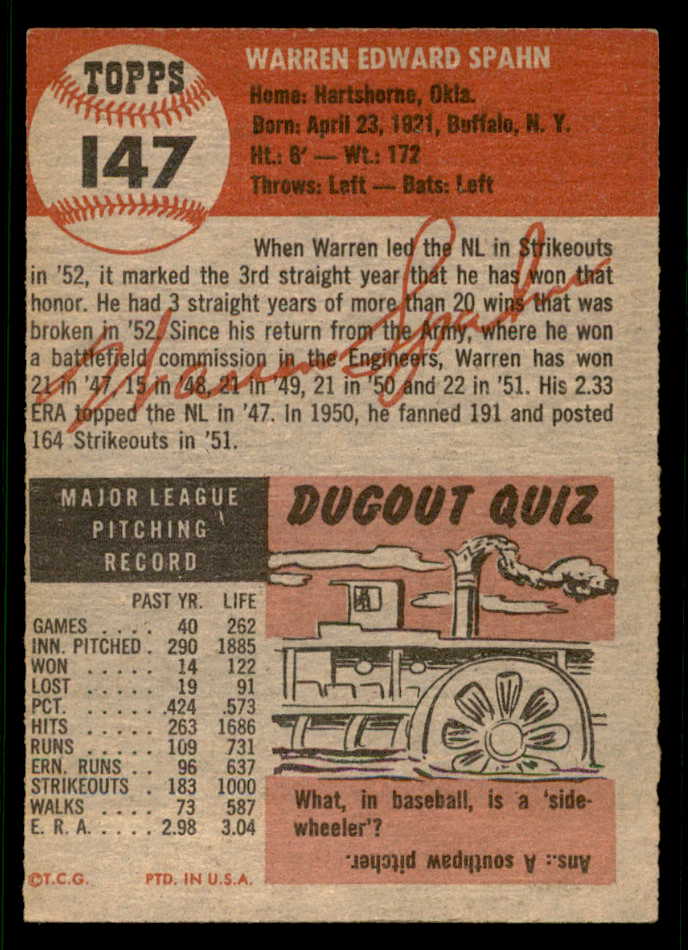 TOPPS
147
WARREN EDWARD SPAHN
Home: Hartshorne, Okla.
Born: April 23, 1921, Buffalo, N. Y.
Ht.: 6' — Wt.: 172
Throws: Left — Bats: Left
When Warren led the NL in Strikeouts
in '52, it marked the 3rd straight year that he has won that
honor. He had 3 straight years of more than 20 wins that was
broken in '52. Since his return from the Army, where he won
a battlefield commission in the Engineers, Warren has won
21 in '47, 15 in '48, 21 in '49, 21 in '50 and 22 in '51. His 2.33
ERA topped the NL in '47. In 1950, he fanned 191 and posted
164 Strikeouts in '51.
Warren Spahn
MAJOR LEAGUE
PITCHING
RECORD
PAST YR. LIFE
GAMES .... 40 262
INN. PITCHED . 290 1885
WON ..... 14 122
LOST ..... 19 91
PCT. ..... .424 .573
HITS ..... 263 1686
RUNS ..... 109 731
ERN. RUNS .. 96 637
STRIKEOUTS . 183 1000
WALKS .... 73 587
E. R. A. .... 2.98 3.04
©T.C.G. PTD. IN U.S.A.
DUGOUT QUIZ
What, in baseball, is a 'side-
wheeler'?
Ans.: A southpaw pitcher.